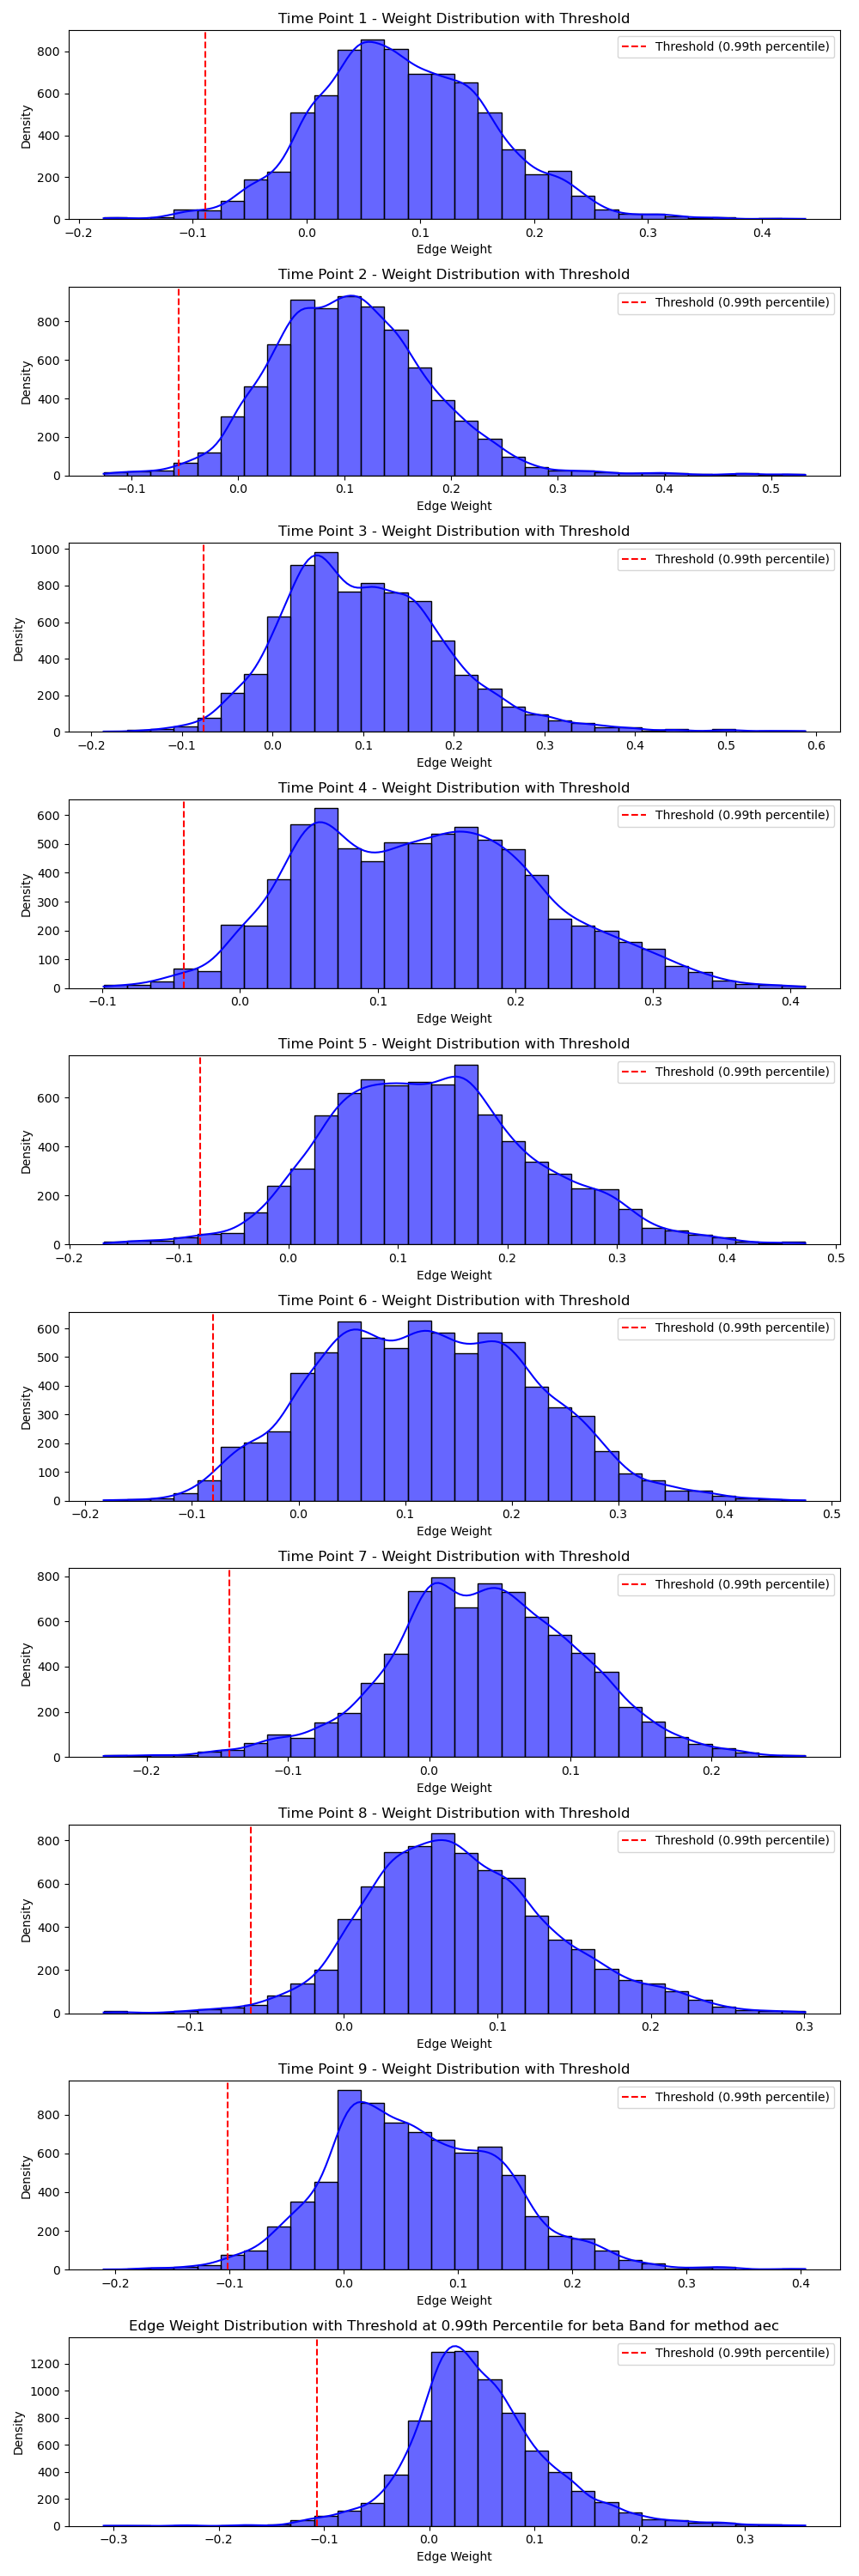 Time Point 1 - Weight Distribution with Threshold
Threshold (0.99th percentile)
Density
800
600
400
200
0
−0.2 −0.1 0.0 0.1 0.2 0.3 0.4
Edge Weight
Time Point 2 - Weight Distribution with Threshold
Threshold (0.99th percentile)
Density
800
600
400
200
0
−0.1 0.0 0.1 0.2 0.3 0.4 0.5
Edge Weight
Time Point 3 - Weight Distribution with Threshold
Threshold (0.99th percentile)
Density
1000
800
600
400
200
0
−0.2 −0.1 0.0 0.1 0.2 0.3 0.4 0.5 0.6
Edge Weight
Time Point 4 - Weight Distribution with Threshold
Threshold (0.99th percentile)
Density
600
500
400
300
200
100
0
−0.1 0.0 0.1 0.2 0.3 0.4
Edge Weight
Time Point 5 - Weight Distribution with Threshold
Threshold (0.99th percentile)
Density
600
400
200
0
−0.2 −0.1 0.0 0.1 0.2 0.3 0.4 0.5
Edge Weight
Time Point 6 - Weight Distribution with Threshold
Threshold (0.99th percentile)
Density
600
500
400
300
200
100
0
−0.2 −0.1 0.0 0.1 0.2 0.3 0.4 0.5
Edge Weight
Time Point 7 - Weight Distribution with Threshold
Threshold (0.99th percentile)
Density
800
600
400
200
0
−0.2 −0.1 0.0 0.1 0.2
Edge Weight
Time Point 8 - Weight Distribution with Threshold
Threshold (0.99th percentile)
Density
800
600
400
200
0
−0.1 0.0 0.1 0.2 0.3
Edge Weight
Time Point 9 - Weight Distribution with Threshold
Threshold (0.99th percentile)
Density
800
600
400
200
0
−0.2 −0.1 0.0 0.1 0.2 0.3 0.4
Edge Weight
Edge Weight Distribution with Threshold at 0.99th Percentile for beta Band for method aec
Threshold (0.99th percentile)
Density
1200
1000
800
600
400
200
0
−0.3 −0.2 −0.1 0.0 0.1 0.2 0.3
Edge Weight